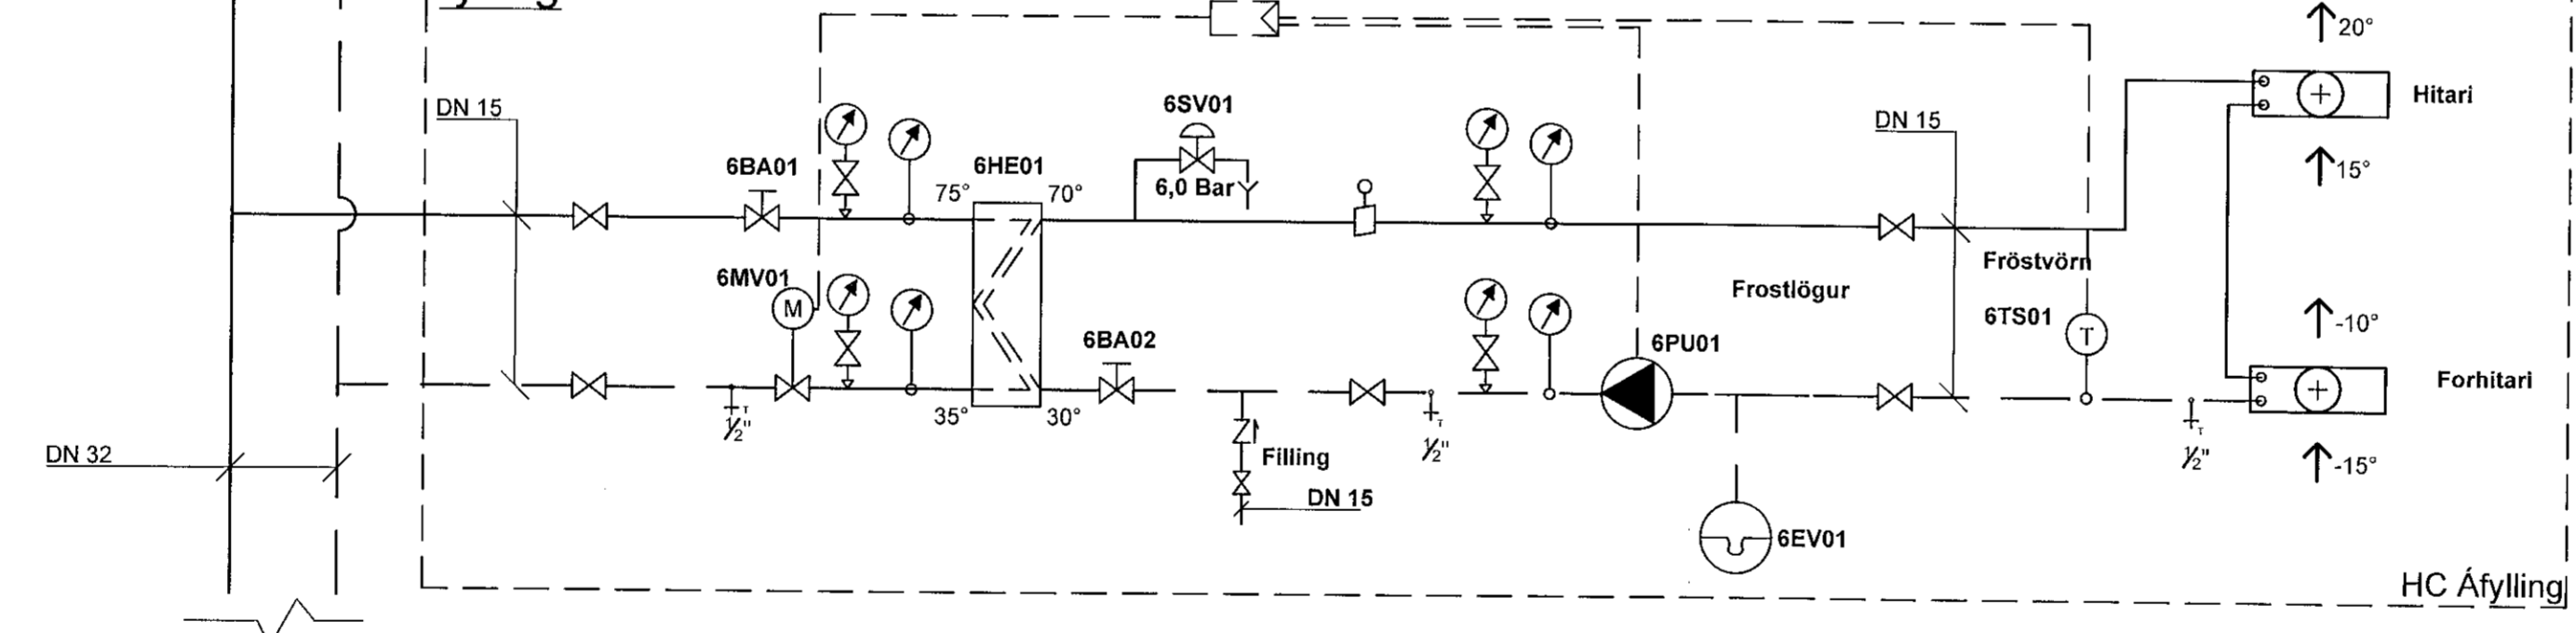 20°
DN 15
6SV01
DN 15
Hitari
6BA01
6HE01
15°
75°
70°
6,0 Bar
6MV01
Fröstvörn
Frostlögur
M
6TS01
-10°
6BA02
6PU01
T
Forhitari
35°
30°
½"
T
½"
T
½"
T
DN 32
Filling
-15°
DN 15
6EV01
HC Áfylling